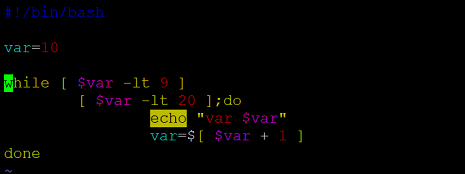 #!/bin/bash
var=10
while [ $var -lt 9 ]
[ $var -lt 20 ];do
echo "var $var"
var=$[ $var + 1 ]
done
~